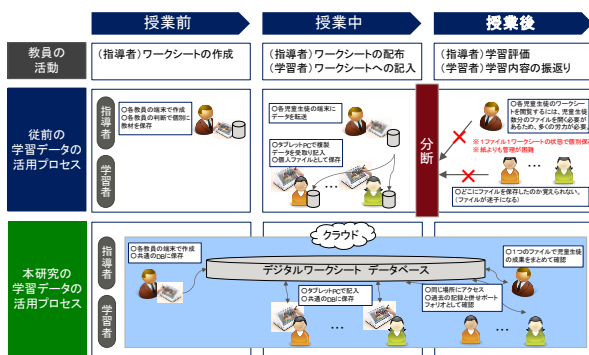 授業前
授業中
授業後
教員の
活動
(指導者)ワークシートの作成
(指導者)ワークシートの配布
(学習者)ワークシートへの記入
(指導者)学習評価
(学習者)学習内容の振返り
従前の
学習データの
活用プロセス
指導者
学習者
○各教員の端末で作成
○各教員の判断で個別に
教材を保存
○各児童生徒の端末に
データを転送
○タブレットPCで複製
データを受取り記入
○個人ファイルとして保存
分断
○各児童生徒のワークシー
トを閲覧するには、児童生徒
数分のファイルを開く必要が
あるため、多くの労力が必要。
※1ファイル1ワークシートの状態で個別保存
※紙よりも管理が困難
…
…
○どこにファイルを保存したのか覚えられない。
(ファイルが迷子になる)
本研究の
学習データの
活用プロセス
指導者
学習者
クラウド
○各教員の端末で作成
○共通のDBに保存
デジタルワークシート データベース
○1つのファイルで児童生徒
の成果をまとめて確認
○タブレットPCで記入
○共通のDBに保存
○同じ場所にアクセス
○過去の記録と併せポート
フォリオとして確認
…
…